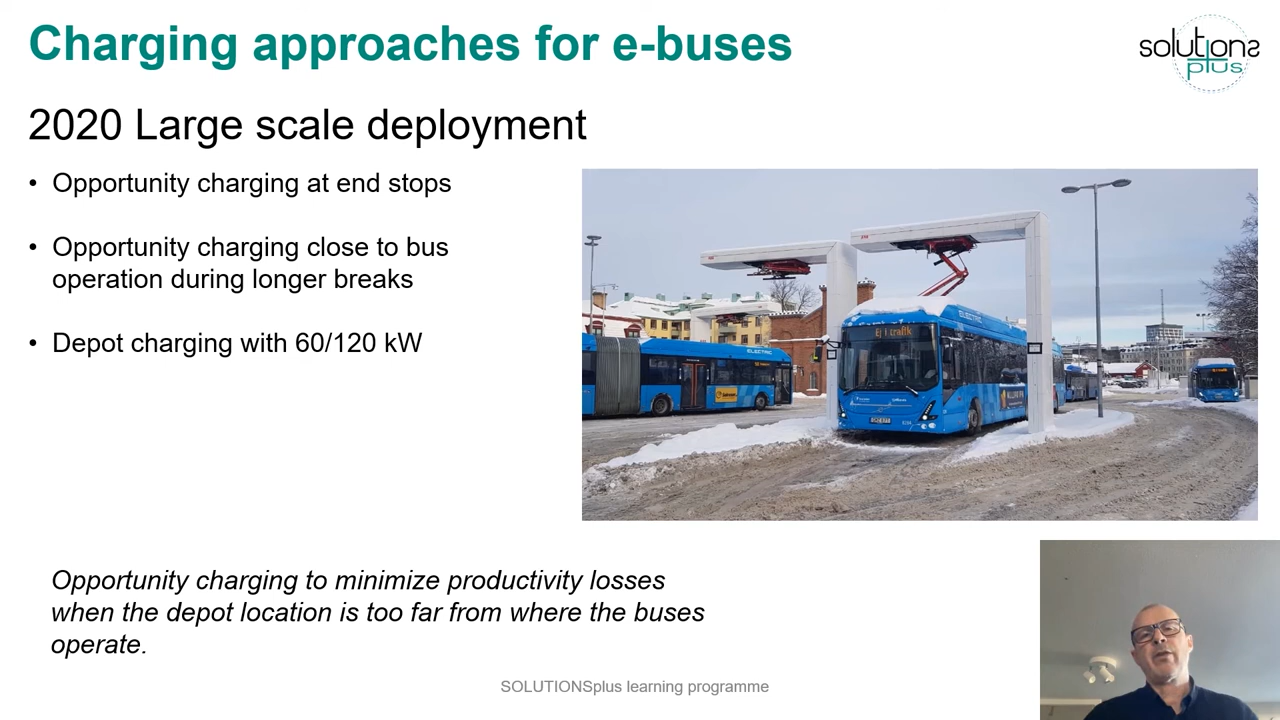 Charging approaches for e-buses
solutions
plus
2020 Large scale deployment
• Opportunity charging at end stops
• Opportunity charging close to bus
operation during longer breaks
• Depot charging with 60/120 kW
ELECTRIC
Ej i trafik
ELECTRIC
Opportunity charging to minimize productivity losses
when the depot location is too far from where the buses
operate.
SOLUTIONSplus learning programme